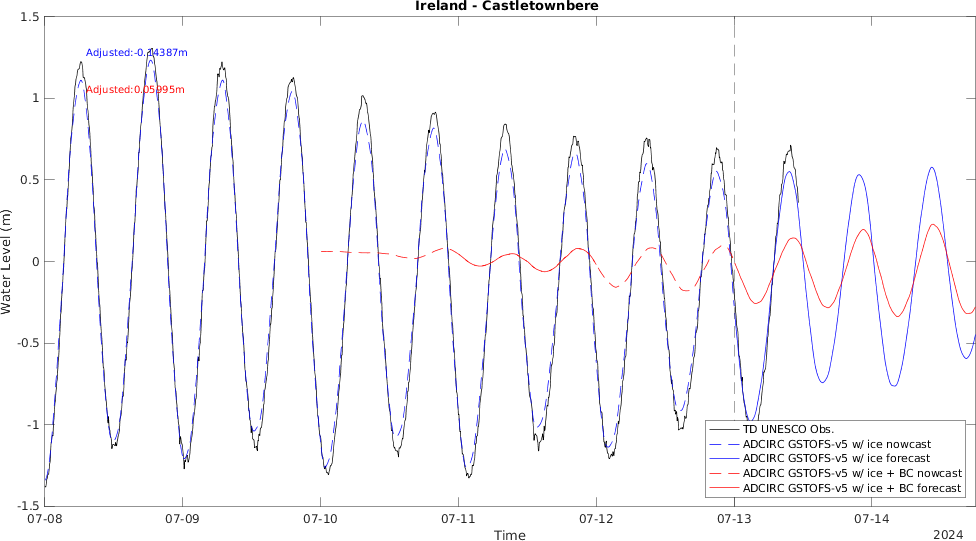 Ireland - Castletownbere
1.5
Adjusted:-0.14387m
Adjusted:0.05995m
1
0.5
0
-0.5
-1
-1.5
Water Level (m)
TD UNESCO Obs.
ADCIRC GSTOFS-v5 w/ ice nowcast
ADCIRC GSTOFS-v5 w/ ice forecast
ADCIRC GSTOFS-v5 w/ ice + BC nowcast
ADCIRC GSTOFS-v5 w/ ice + BC forecast
07-08 07-09 07-10 07-11 07-12 07-13 07-14
Time
2024